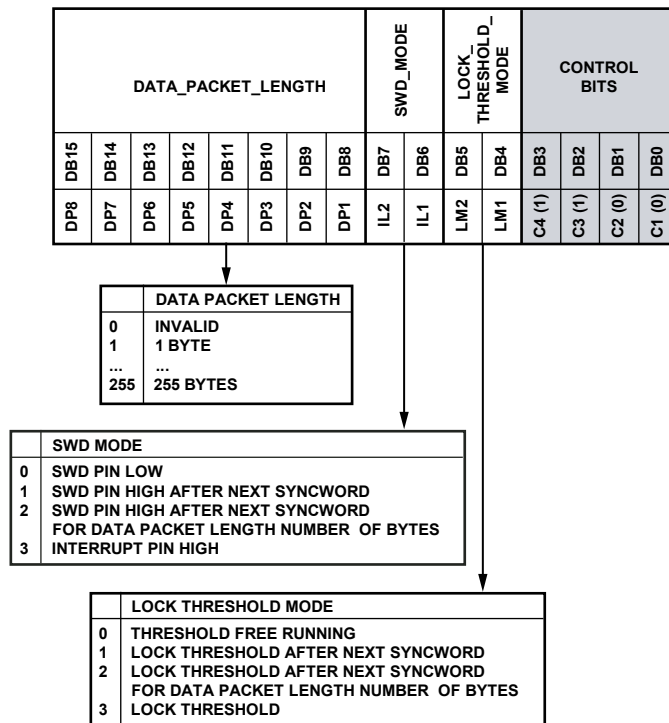 DATA_PACKET_LENGTH
SWD_MODE
LOCK_
THRESHOLD_
MODE
CONTROL
BITS
DB15 DB14 DB13 DB12 DB11 DB10 DB9 DB8 DB7 DB6 DB5 DB4 DB3 DB2 DB1 DB0
DP8 DP7 DP6 DP5 DP4 DP3 DP2 DP1 IL2 IL1 LM2 LM1 C4 (1) C3 (1) C2 (0) C1 (0)
DATA PACKET LENGTH
0 INVALID
1 1 BYTE
... ...
255 255 BYTES
SWD MODE
0 SWD PIN LOW
1 SWD PIN HIGH AFTER NEXT SYNCWORD
2 SWD PIN HIGH AFTER NEXT SYNCWORD
FOR DATA PACKET LENGTH NUMBER OF BYTES
3 INTERRUPT PIN HIGH
LOCK THRESHOLD MODE
0 THRESHOLD FREE RUNNING
1 LOCK THRESHOLD AFTER NEXT SYNCWORD
2 LOCK THRESHOLD AFTER NEXT SYNCWORD
FOR DATA PACKET LENGTH NUMBER OF BYTES
3 LOCK THRESHOLD